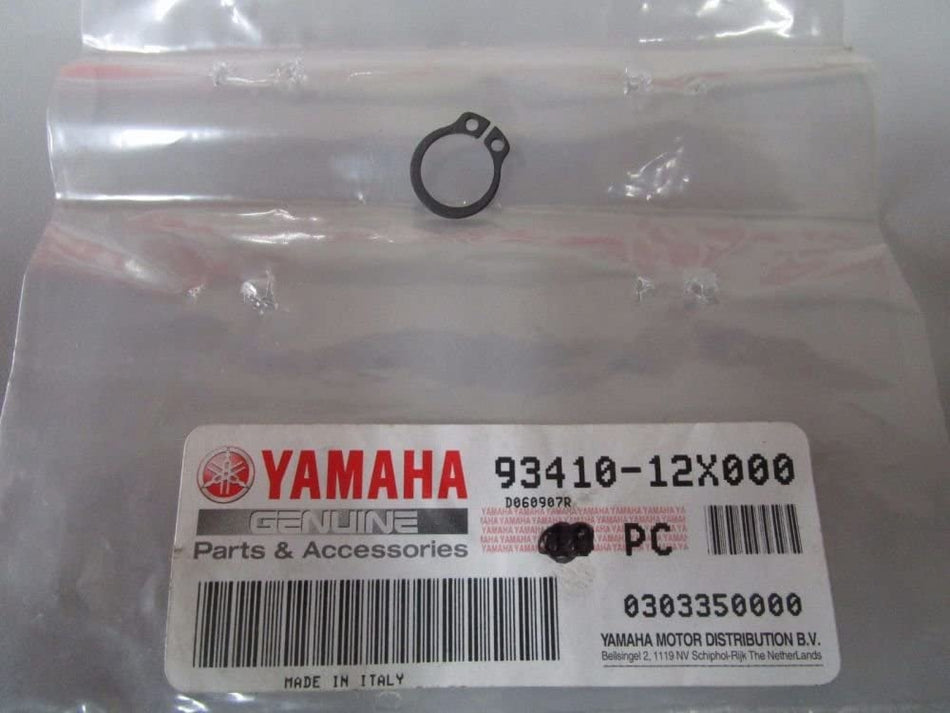 YAMAHA 93410-12X000
GENUINE D060907R
Parts & Accessories PC
0303350000
YAMAHA MOTOR DISTRIBUTION B.V.
Beilsingel 2, 1119 NV Schiphol-Rijk The NetherLands
MADE IN ITALY